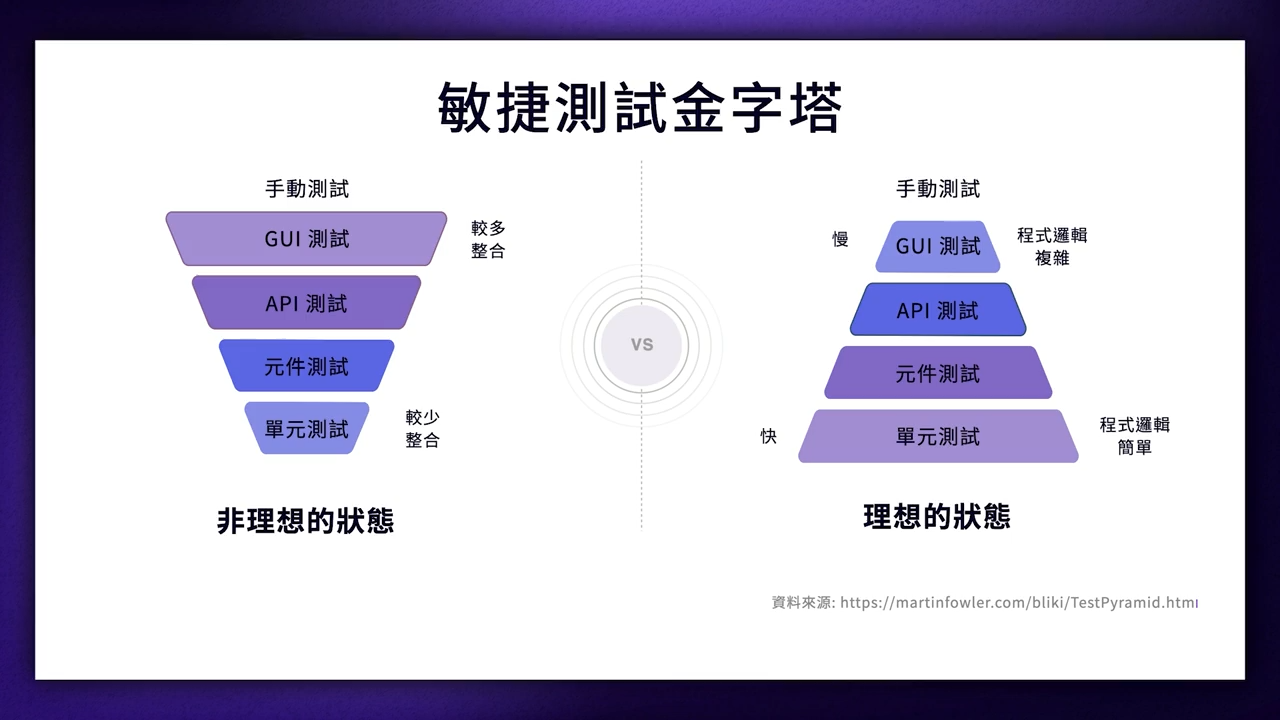 敏捷測試金字塔
手動測試
GUI 測試
API 測試
元件測試
單元測試
較多
整合
較少
整合
非理想的狀態
VS
手動測試
慢
GUI 測試
程式邏輯
複雜
API 測試
元件測試
快
單元測試
程式邏輯
簡單
理想的狀態
資料來源: https://martinfowler.com/bliki/TestPyramid.html